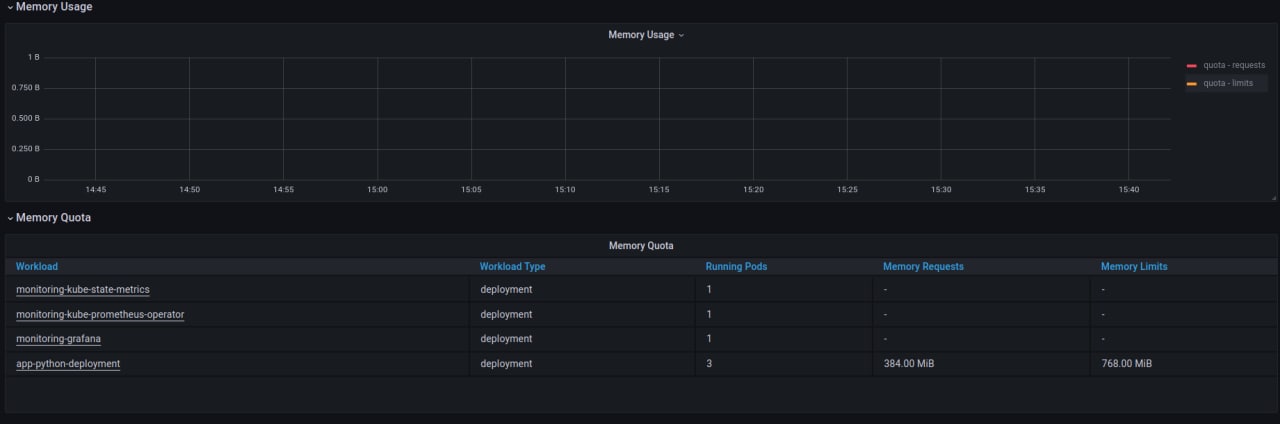 Memory Usage
Memory Usage
1 B
0.750 B
0.500 B
0.250 B
0 B
14:45 14:50 14:55 15:00 15:05 15:10 15:15 15:20 15:25 15:30 15:35 15:40
quota - requests
quota - limits
Memory Quota
Memory Quota
Workload Workload Type Running Pods Memory Requests Memory Limits
monitoring-kube-state-metrics deployment 1 - -
monitoring-kube-prometheus-operator deployment 1 - -
monitoring-grafana deployment 1 - -
app-python-deployment deployment 3 384.00 MiB 768.00 MiB